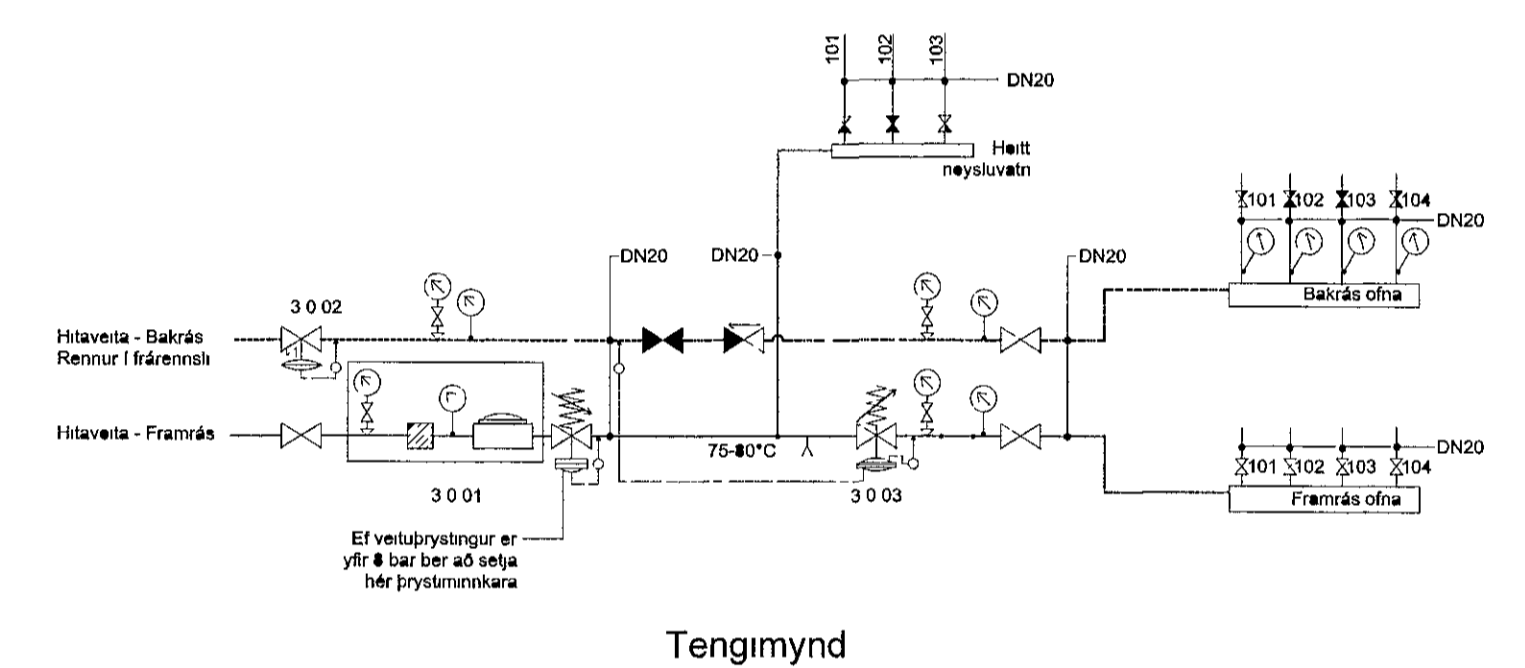 101
102
103
DN20
Heitt
neysluvatn
101 102 103 104
DN20
DN20
DN20
DN20
Bakrás ofna
3 0 02
Hitaveita - Bakrás
Rennur í frárennsli
Hitaveita - Framrás
75-80°C
DN20
101 102 103 104
3 0 01
3 0 03
Framrás ofna
Ef veituþrystingur er
yfir 8 bar ber að setja
hér þrystiminnkara
Tengimynd